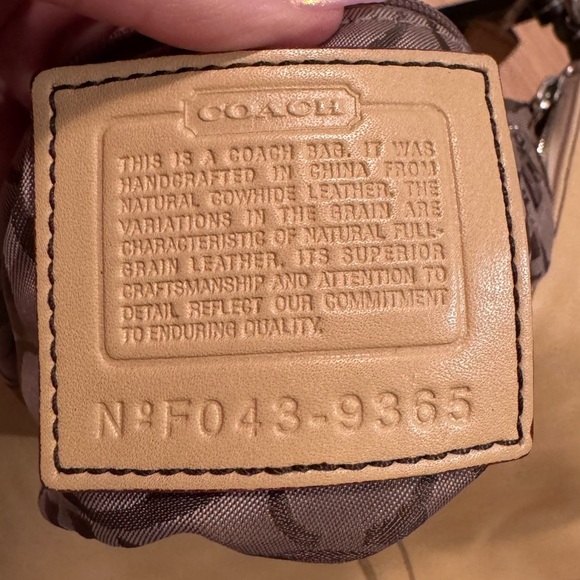 COACH
THIS IS A COACH BAG. IT WAS
HANDCRAFTED IN CHINA FROM
NATURAL COWHIDE LEATHER. THE
VARIATIONS IN THE GRAIN ARE
CHARACTERISTIC OF NATURAL FULL-
GRAIN LEATHER. ITS SUPERIOR
CRAFTSMANSHIP AND ATTENTION TO
DETAIL REFLECT OUR COMMITMENT
TO ENDURING QUALITY.
Nº F043-9365